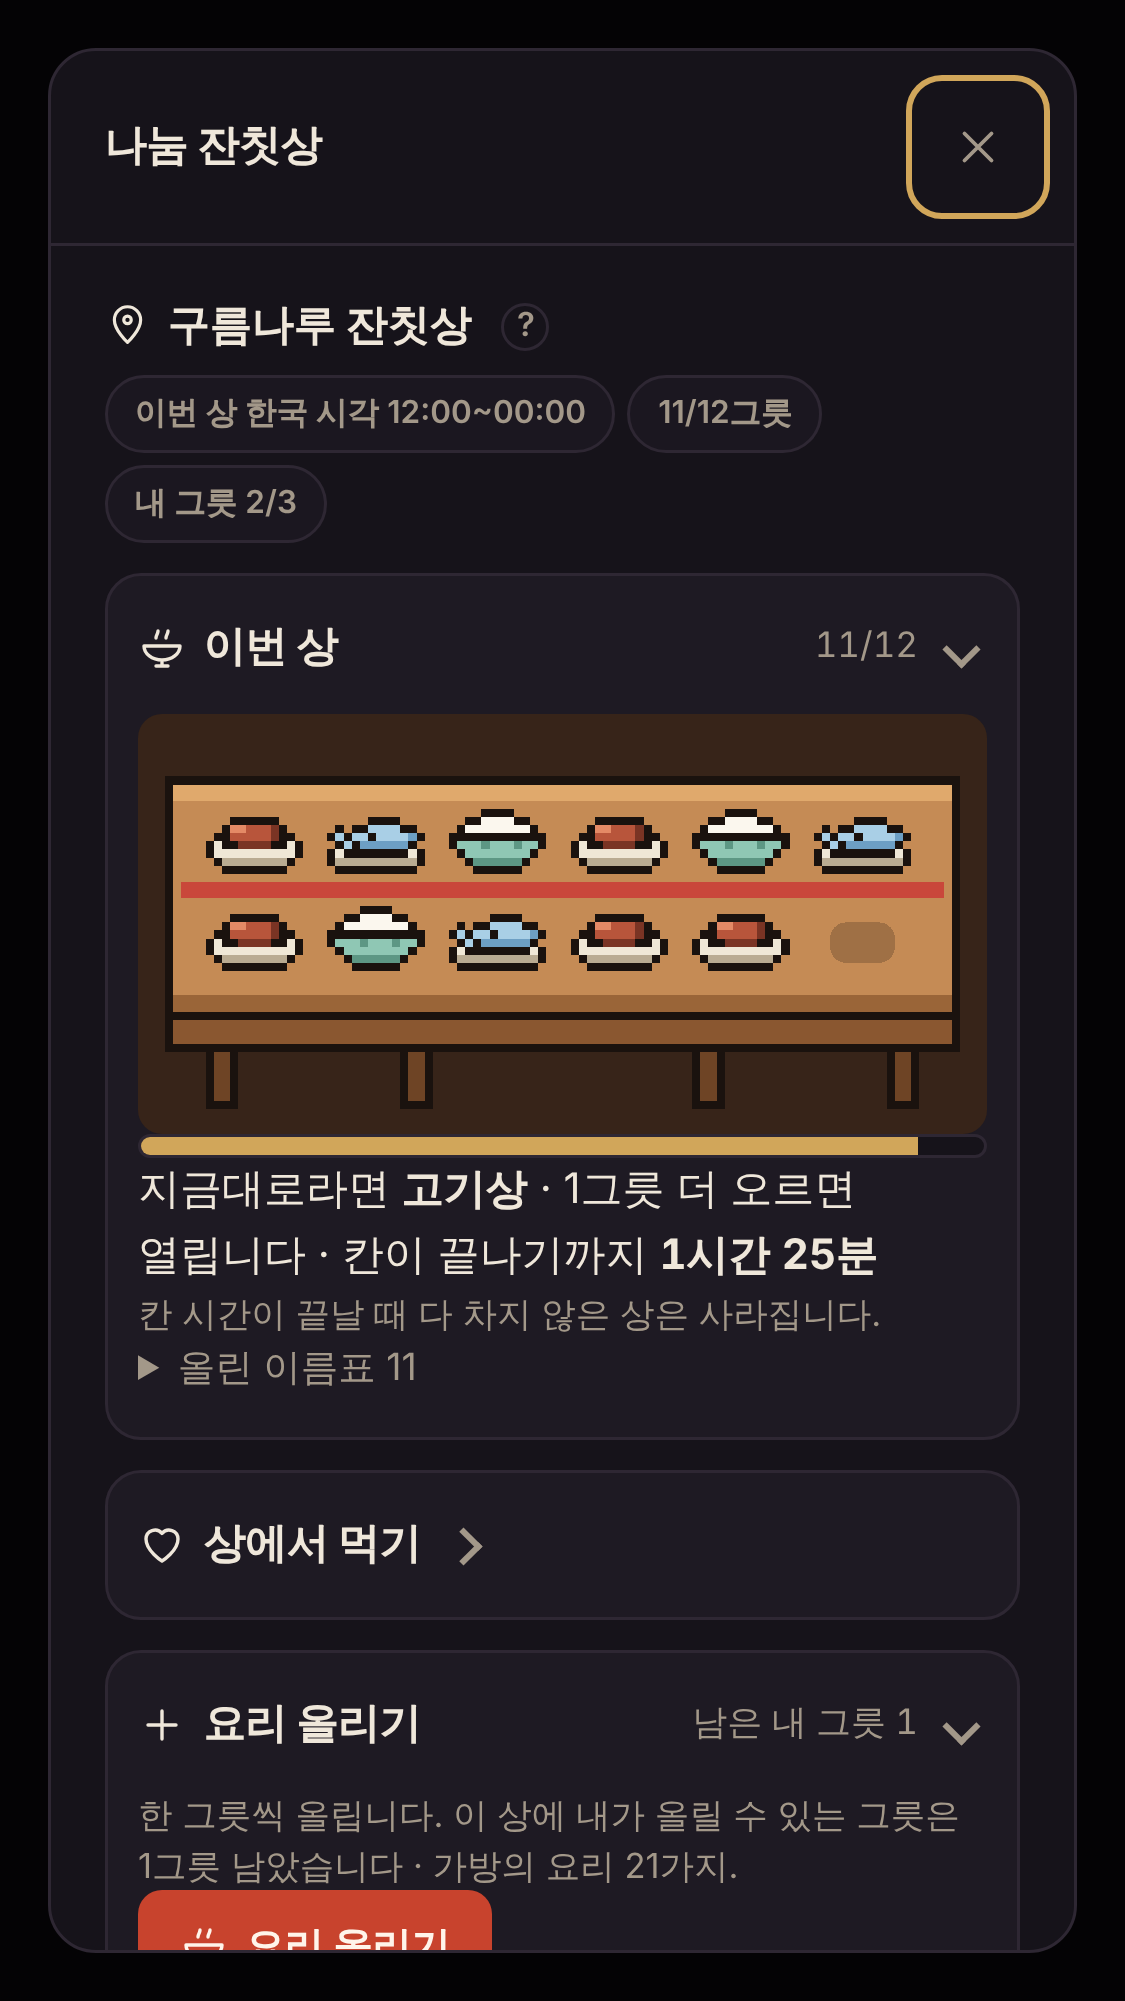 나눔 잔칫상
구름나루 잔칫상 ?
이번 상 한국 시각 12:00~00:00
11/12그릇
내 그릇 2/3
이번 상 11/12
지금대로라면 고기상 · 1그릇 더 오르면
열립니다 · 칸이 끝나기까지 1시간 25분
칸 시간이 끝날 때 다 차지 않은 상은 사라집니다.
▶ 올린 이름표 11
상에서 먹기
요리 올리기 남은 내 그릇 1
한 그릇씩 올립니다. 이 상에 내가 올릴 수 있는 그릇은
1그릇 남았습니다 · 가방의 요리 21가지.
요리 올리기